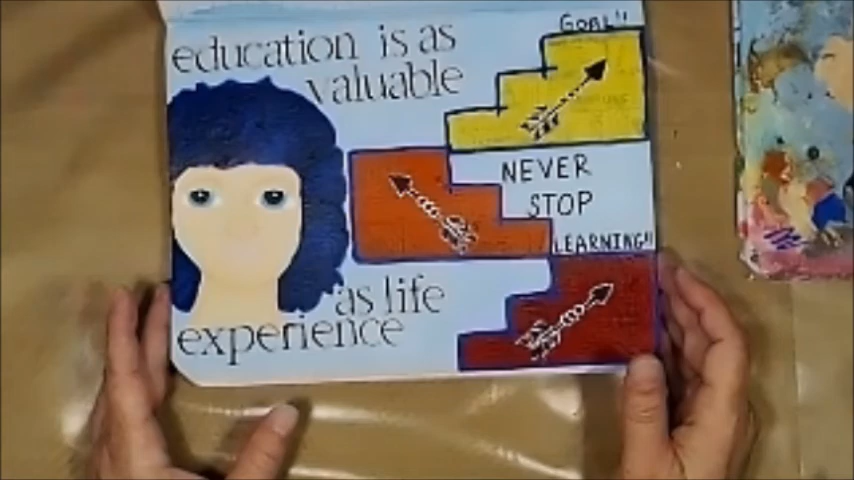 education is as
valuable
as life
experience
GOAL!!
NEVER
STOP
LEARNING!!